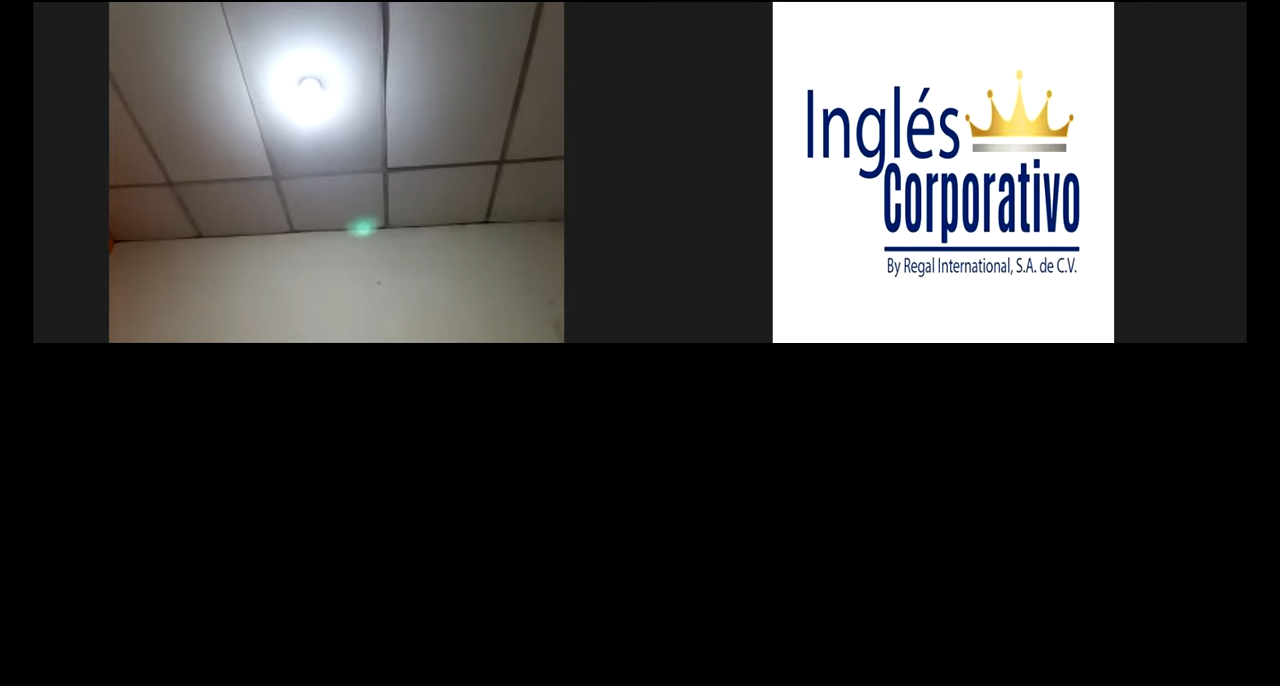 Inglés
Corporativo
By Regal International, S.A. de C.V.